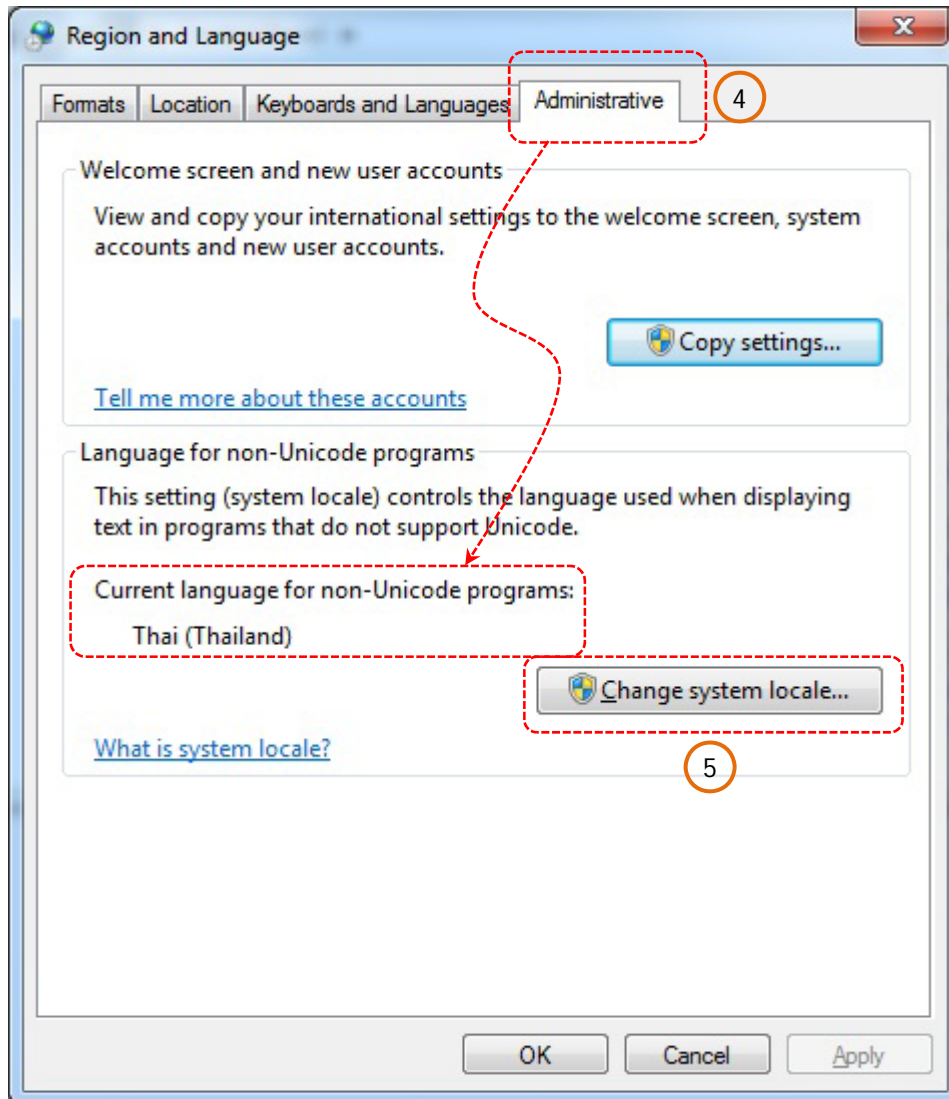 Region and Language
Formats Location Keyboards and Languages Administrative 4
Welcome screen and new user accounts
View and copy your international settings to the welcome screen, system
accounts and new user accounts.
Copy settings...
Tell me more about these accounts
Language for non-Unicode programs
This setting (system locale) controls the language used when displaying
text in programs that do not support Unicode.
Current language for non-Unicode programs:
Thai (Thailand)
Change system locale...
What is system locale?
5
OK Cancel Apply